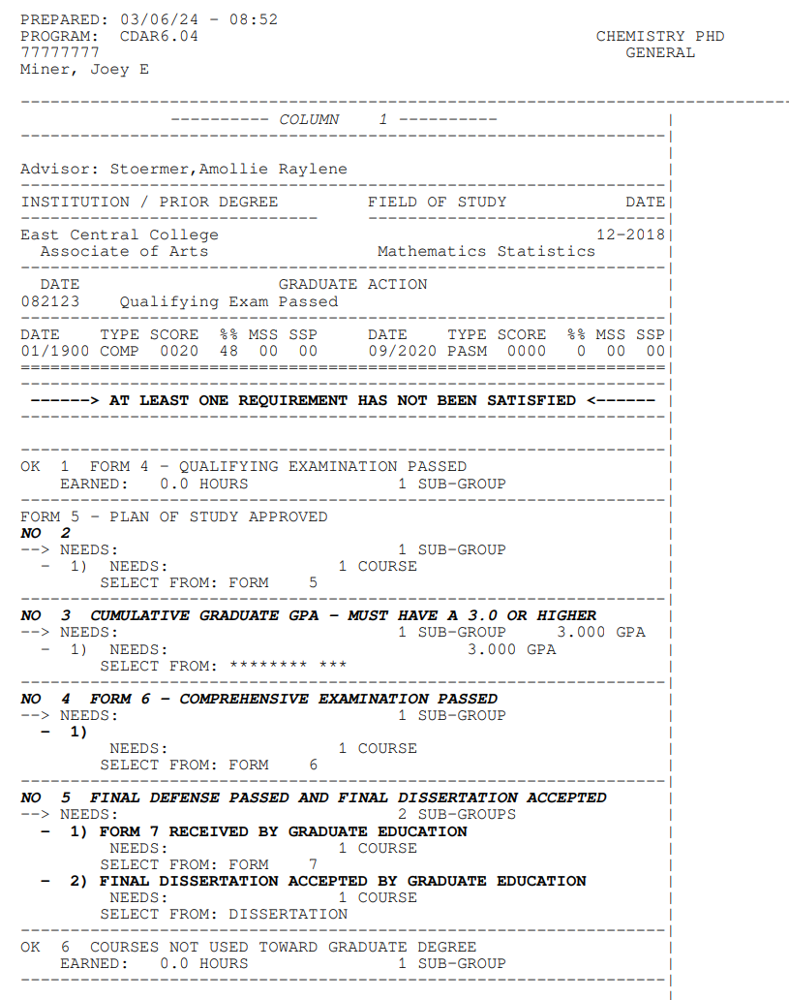 PREPARED: 03/06/24 - 08:52
PROGRAM: CDAR6.04 CHEMISTRY PHD
77777777 GENERAL
Miner, Joey E
---------- COLUMN 1 ----------
Advisor: Stoermer,Amollie Raylene
INSTITUTION / PRIOR DEGREE FIELD OF STUDY DATE
East Central College 12-2018
Associate of Arts Mathematics Statistics
DATE GRADUATE ACTION
082123 Qualifying Exam Passed
DATE TYPE SCORE %% MSS SSP DATE TYPE SCORE %% MSS SSP
01/1900 COMP 0020 48 00 00 09/2020 PASM 0000 0 00 00
------> AT LEAST ONE REQUIREMENT HAS NOT BEEN SATISFIED <------
OK 1 FORM 4 - QUALIFYING EXAMINATION PASSED
EARNED: 0.0 HOURS 1 SUB-GROUP
FORM 5 - PLAN OF STUDY APPROVED
NO 2
--> NEEDS: 1 SUB-GROUP
- 1) NEEDS: 1 COURSE
SELECT FROM: FORM 5
NO 3 CUMULATIVE GRADUATE GPA - MUST HAVE A 3.0 OR HIGHER
--> NEEDS: 1 SUB-GROUP 3.000 GPA
- 1) NEEDS: 3.000 GPA
SELECT FROM: ******** ***
NO 4 FORM 6 - COMPREHENSIVE EXAMINATION PASSED
--> NEEDS: 1 SUB-GROUP
- 1)
NEEDS: 1 COURSE
SELECT FROM: FORM 6
NO 5 FINAL DEFENSE PASSED AND FINAL DISSERTATION ACCEPTED
--> NEEDS: 2 SUB-GROUPS
- 1) FORM 7 RECEIVED BY GRADUATE EDUCATION
NEEDS: 1 COURSE
SELECT FROM: FORM 7
- 2) FINAL DISSERTATION ACCEPTED BY GRADUATE EDUCATION
NEEDS: 1 COURSE
SELECT FROM: DISSERTATION
OK 6 COURSES NOT USED TOWARD GRADUATE DEGREE
EARNED: 0.0 HOURS 1 SUB-GROUP